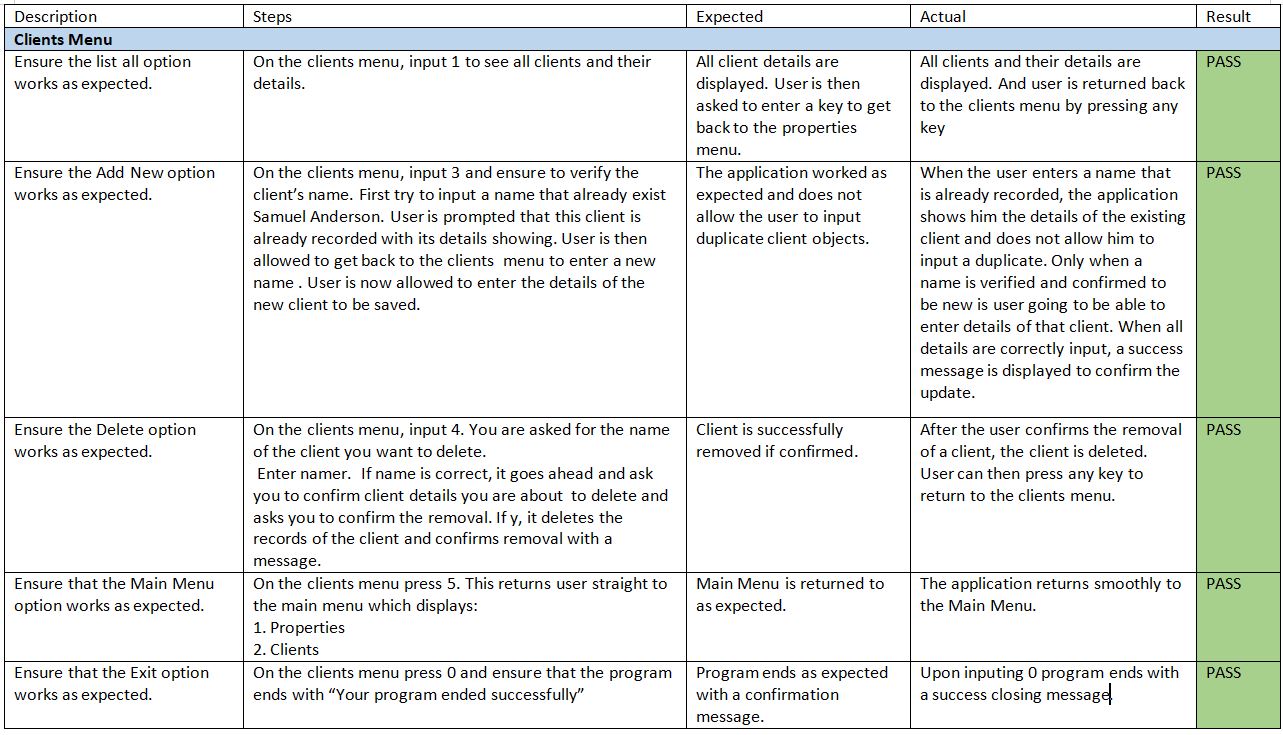 Description Steps Expected Actual Result
Clients Menu
Ensure the list all option
works as expected.
On the clients menu, input 1 to see all clients and their
details.
All client details are
displayed. User is then
asked to enter a key to get
back to the properties
menu.
All clients and their details are
displayed. And user is returned back
to the clients menu by pressing any
key
PASS
Ensure the Add New option
works as expected.
On the clients menu, input 3 and ensure to verify the
client’s name. First try to input a name that already exist
Samuel Anderson. User is prompted that this client is
already recorded with its details showing. User is then
allowed to get back to the clients  menu to enter a new
name . User is now allowed to enter the details of the
new client to be saved.
The application worked as
expected and does not
allow the user to input
duplicate client objects.
When the user enters a name that
is already recorded, the application
shows him the details of the existing
client and does not allow him to
input a duplicate. Only when a
name is verified and confirmed to
be new is user going to be able to
enter details of that client. When all
details are correctly input, a success
message is displayed to confirm the
update.
PASS
Ensure the Delete option
works as expected.
On the clients menu, input 4. You are asked for the name
of the client you want to delete.
Enter namer.  If name is correct, it goes ahead and ask
you to confirm client details you are about  to delete and
asks you to confirm the removal. If y, it deletes the
records of the client and confirms removal with a
message.
Client is successfully
removed if confirmed.
After the user confirms the removal
of a client, the client is deleted.
User can then press any key to
return to the clients menu.
PASS
Ensure that the Main Menu
option works as expected.
On the clients menu press 5. This returns user straight to
the main menu which displays:
1. Properties
2. Clients
Main Menu is returned to
as expected.
The application returns smoothly to
the Main Menu.
PASS
Ensure that the Exit option
works as expected.
On the clients menu press 0 and ensure that the program
ends with “Your program ended successfully”
Program ends as expected
with a confirmation
message.
Upon inputing 0 program ends with
a success closing message.
PASS